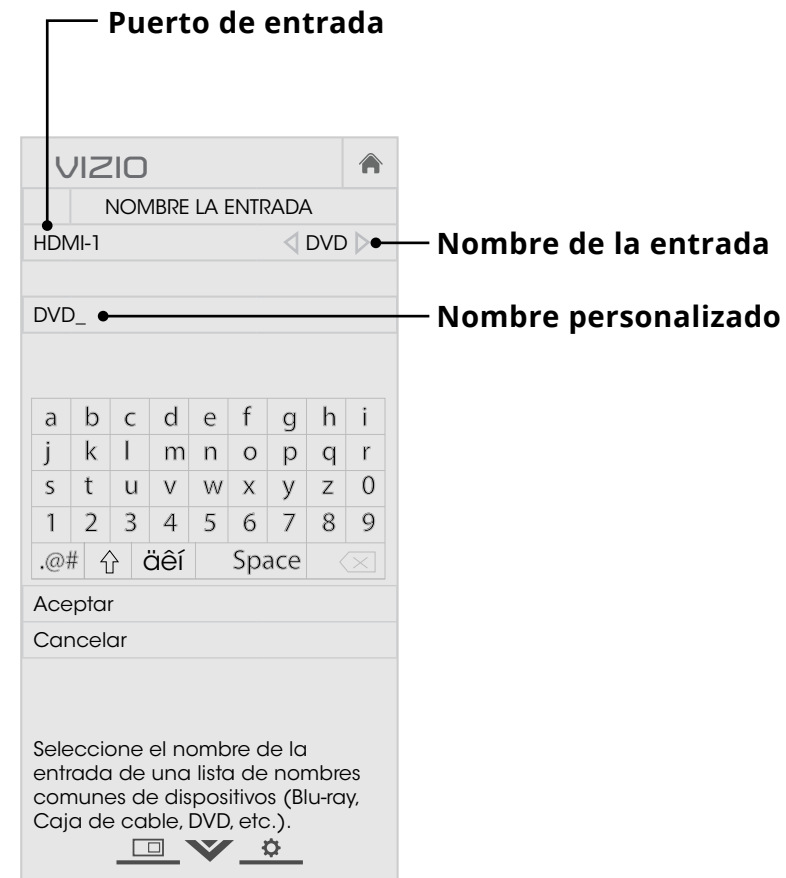 Puerto de entrada
VIZIO
NOMBRE LA ENTRADA
HDMI-1 DVD
Nombre de la entrada
DVD_
Nombre personalizado
a b c d e f g h i
j k l m n o p q r
s t u v w x y z 0
1 2 3 4 5 6 7 8 9
.@# äêí Space
Aceptar
Cancelar
Seleccione el nombre de la
entrada de una lista de nombres
comunes de dispositivos (Blu-ray,
Caja de cable, DVD, etc.).